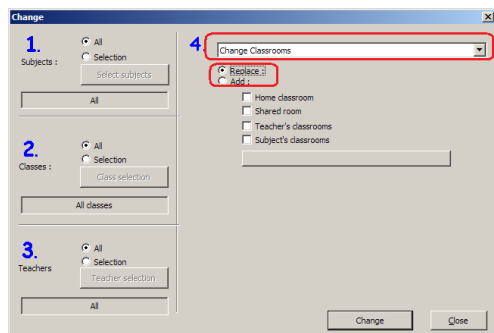 Change
1.
Subjects :
All
Selection
Select subjects
All
2.
Classes :
All
Selection
Class selection
All classes
3.
Teachers
All
Selection
Teacher selection
All
4.
Change Classrooms
Replace :
Add :
Home classroom
Shared room
Teacher's classrooms
Subject's classrooms
Change
Close